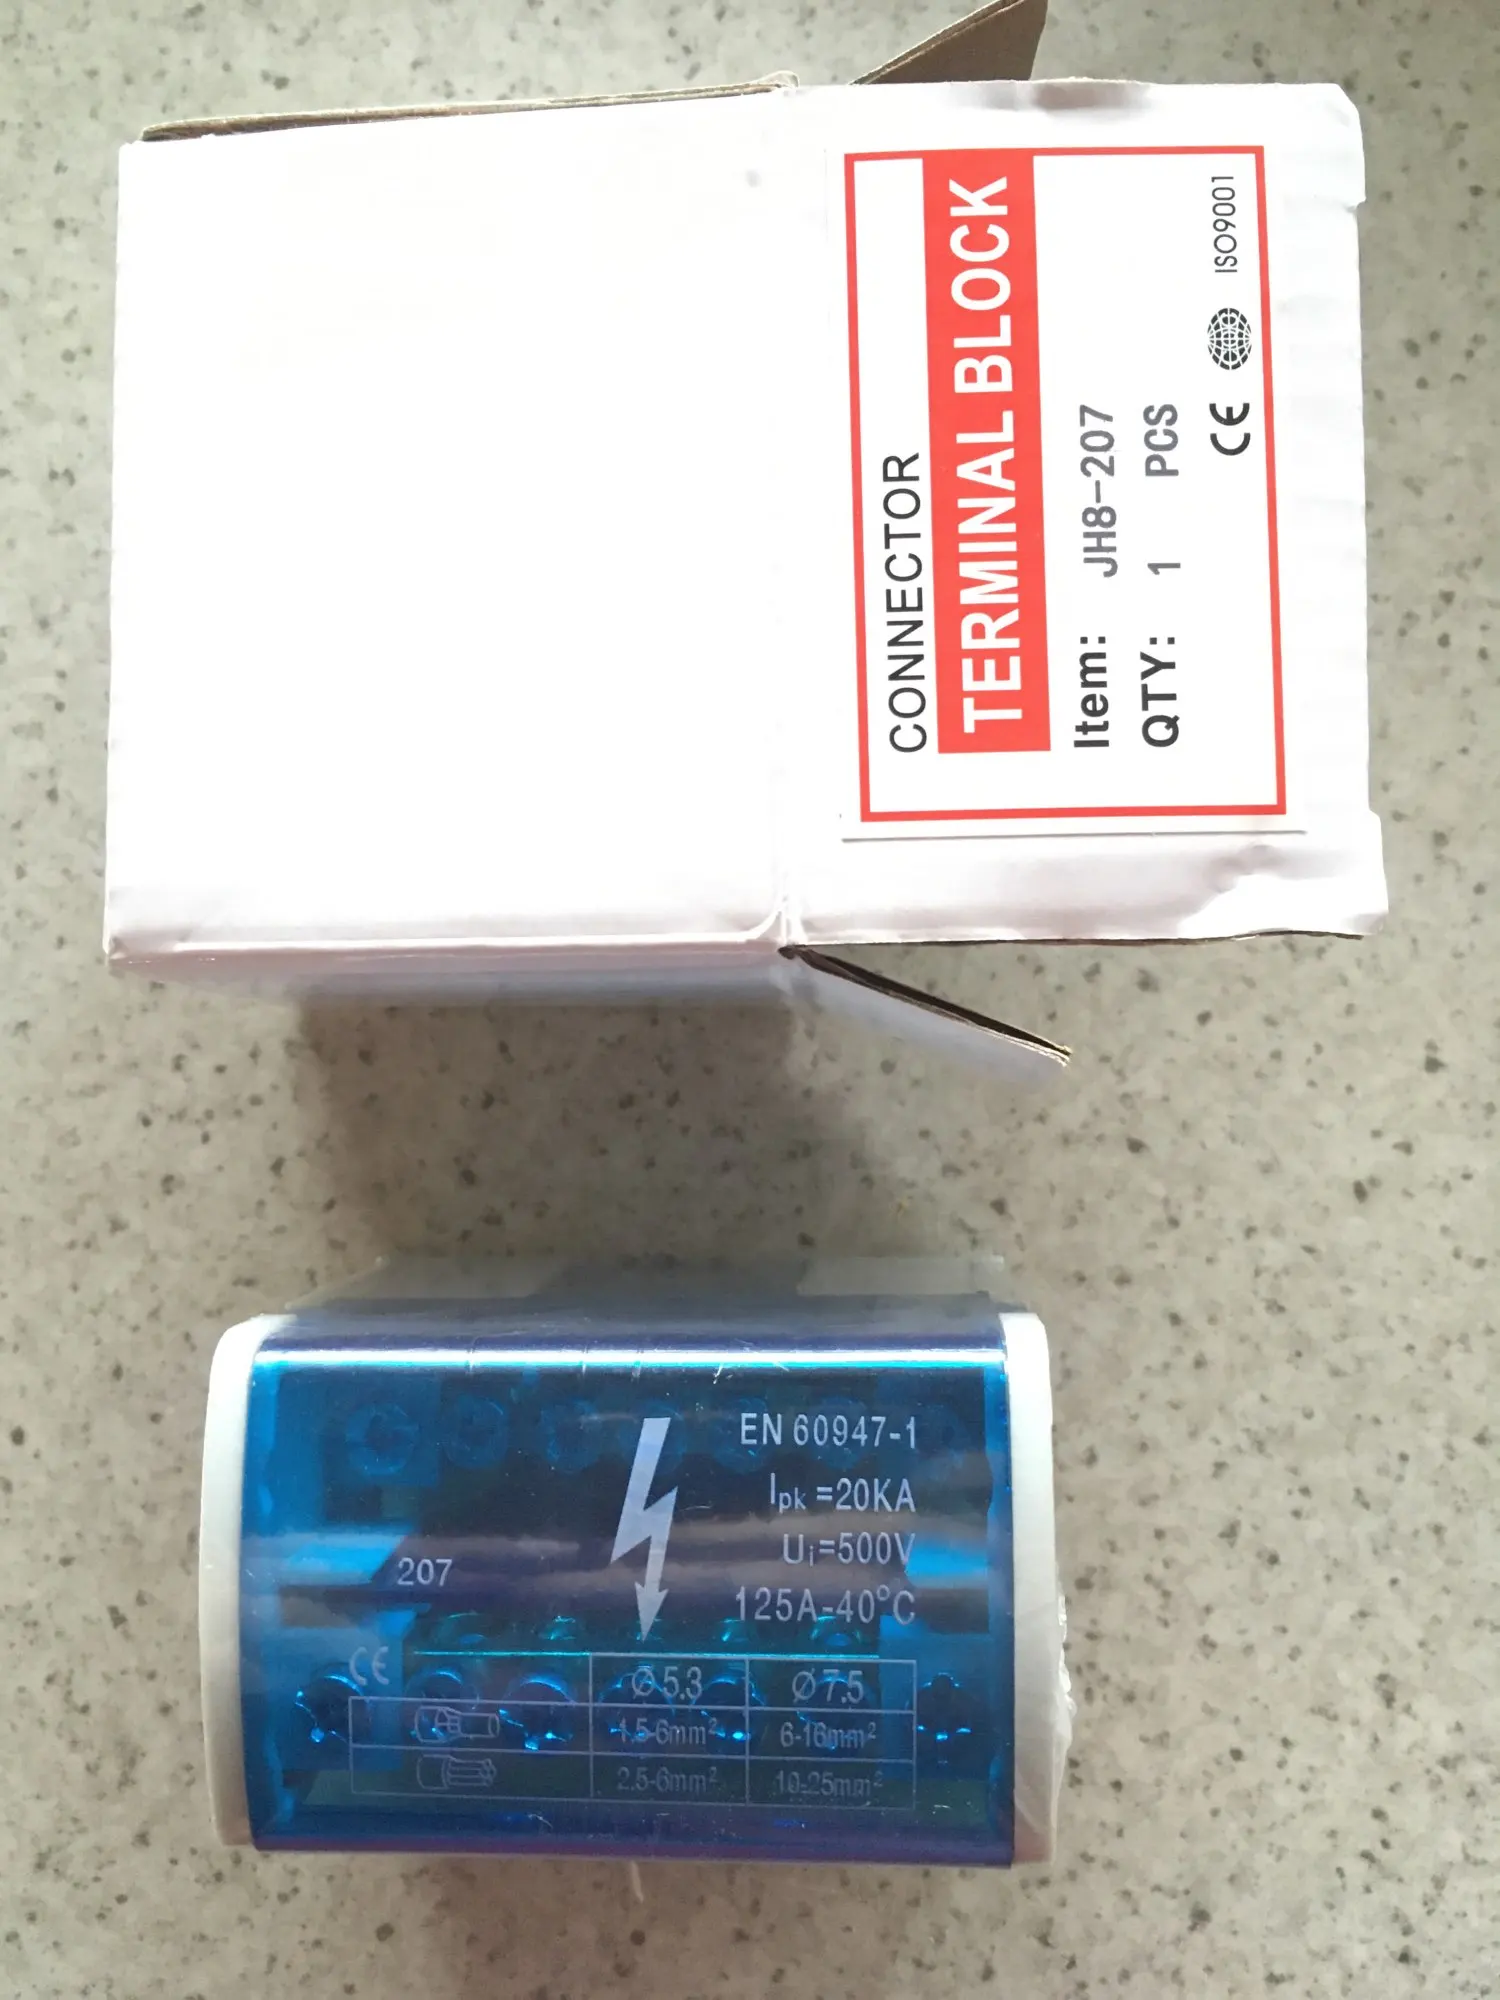 CONNECTOR
TERMINAL BLOCK
Item: JH8-207
QTY: 1 PCS
CE ISO9001
EN 60947-1
Ipk =20KA
Ui=500V
207
125A-40°C
CE
Ø5.3 Ø7.5
1.5-6mm² 6-16mm²
2.5-6mm² 10-25mm²